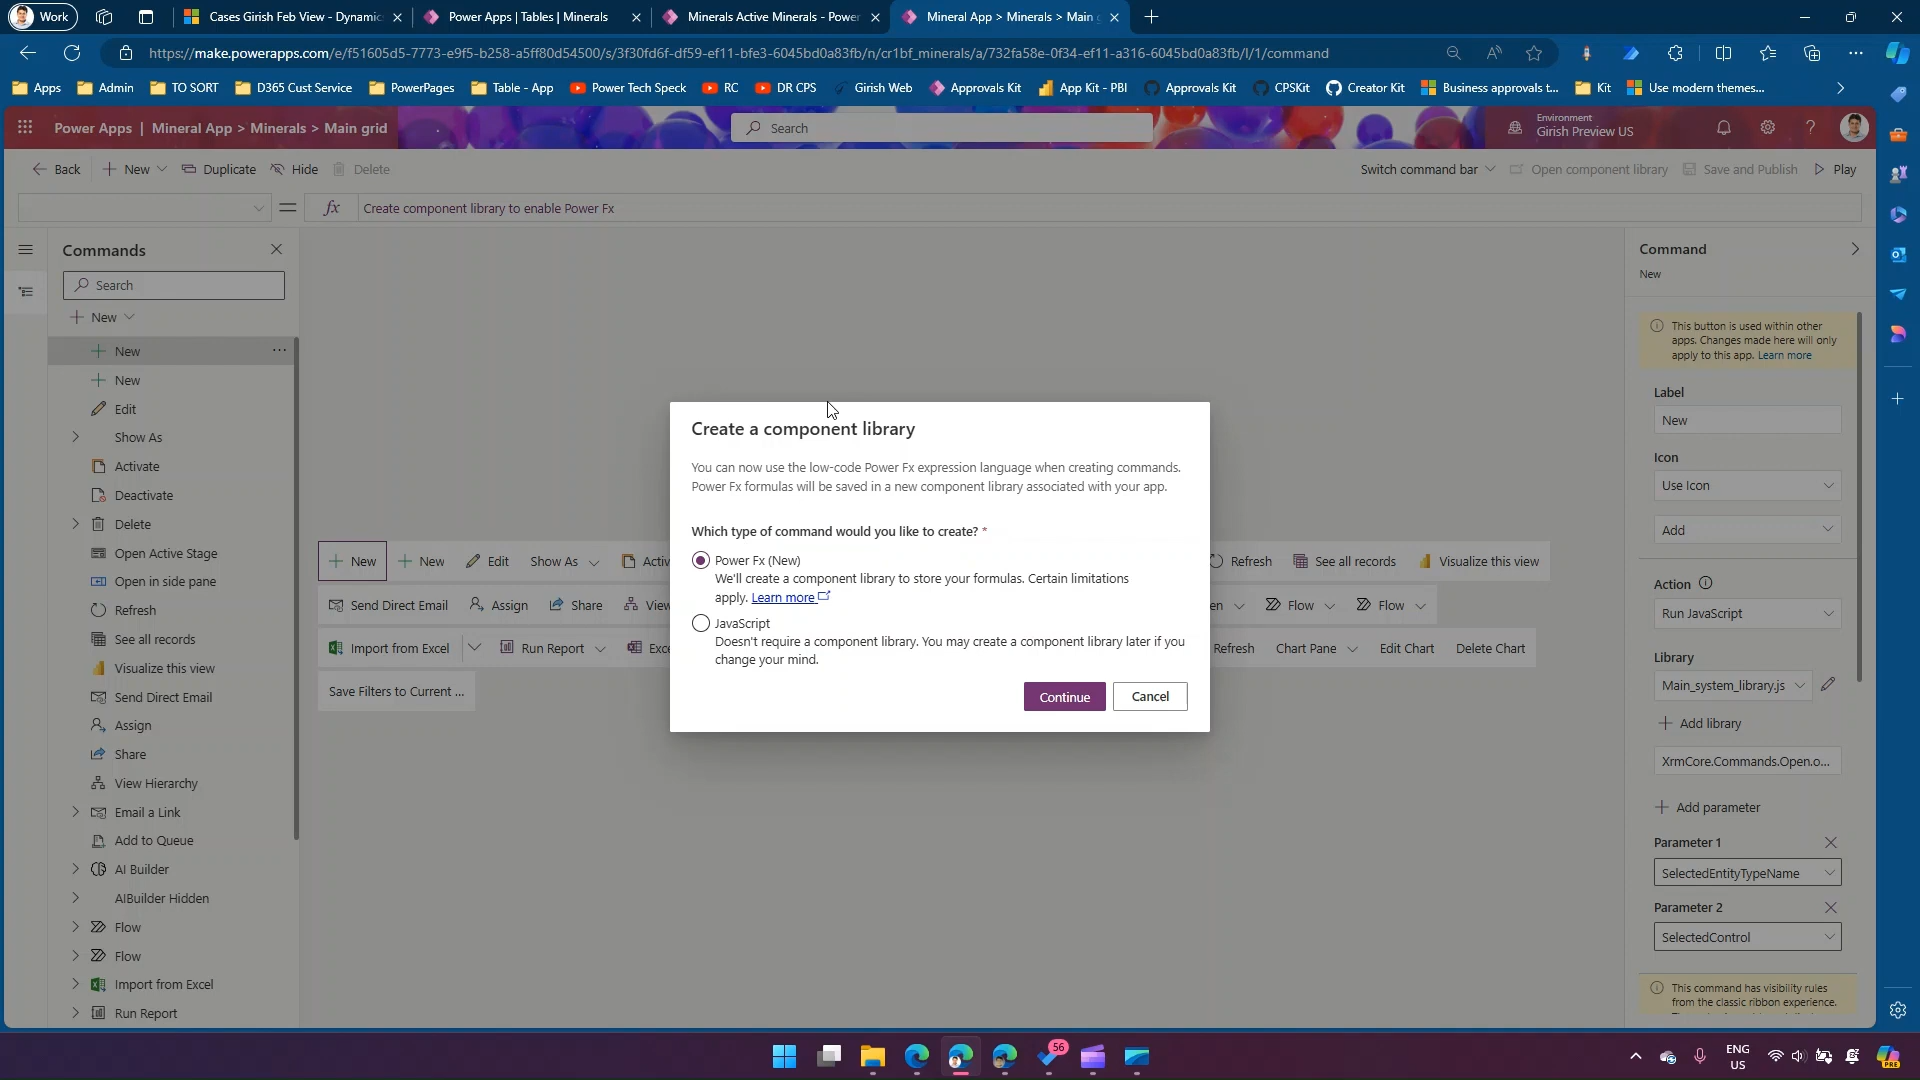 Work
Cases Girish Feb View - Dynamic
Power Apps | Tables | Minerals
Minerals Active Minerals - Power
Mineral App > Minerals > Main g
https://make.powerapps.com/e/f51605d5-7773-e9f5-b258-a5ff80d54500/s/3f30fd6f-df59-ef11-bfe3-6045bd0a83fb/n/cr1bf_minerals/a/732fa58e-0f34-ef11-a316-6045bd0a83fb/l/1/command
Apps Admin TO SORT D365 Cust Service PowerPages Table - App Power Tech Speck RC DR CPS Girish Web Approvals Kit App Kit - PBI Approvals Kit CPSKit Creator Kit Business approvals t... Kit Use modern themes...
Power Apps | Mineral App > Minerals > Main grid
Search
Environment
Girish Preview US
Back New Duplicate Hide Delete
Switch command bar Open component library Save and Publish Play
= fx Create component library to enable Power Fx
Commands
Search
New
New
New
Edit
Show As
Activate
Deactivate
Delete
Open Active Stage
Open in side pane
Refresh
See all records
Visualize this view
Send Direct Email
Assign
Share
View Hierarchy
Email a Link
Add to Queue
AI Builder
AIBuilder Hidden
Flow
Flow
Import from Excel
Run Report
New New Edit Show As Activ
Refresh See all records Visualize this view
Send Direct Email Assign Share View
en Flow Flow
Import from Excel Run Report Exce
Refresh Chart Pane Edit Chart Delete Chart
Save Filters to Current ...
Create a component library
You can now use the low-code Power Fx expression language when creating commands.
Power Fx formulas will be saved in a new component library associated with your app.
Which type of command would you like to create? *
Power Fx (New)
We'll create a component library to store your formulas. Certain limitations
apply. Learn more
JavaScript
Doesn't require a component library. You may create a component library later if you
change your mind.
Continue Cancel
Command
New
This button is used within other
apps. Changes made here will only
apply to this app. Learn more
Label
New
Icon
Use Icon
Add
Action
Run JavaScript
Library
Main_system_library.js
Add library
XrmCore.Commands.Open.o...
Add parameter
Parameter 1
SelectedEntityTypeName
Parameter 2
SelectedControl
This command has visibility rules
from the classic ribbon experience.
56
ENG
US
PRE